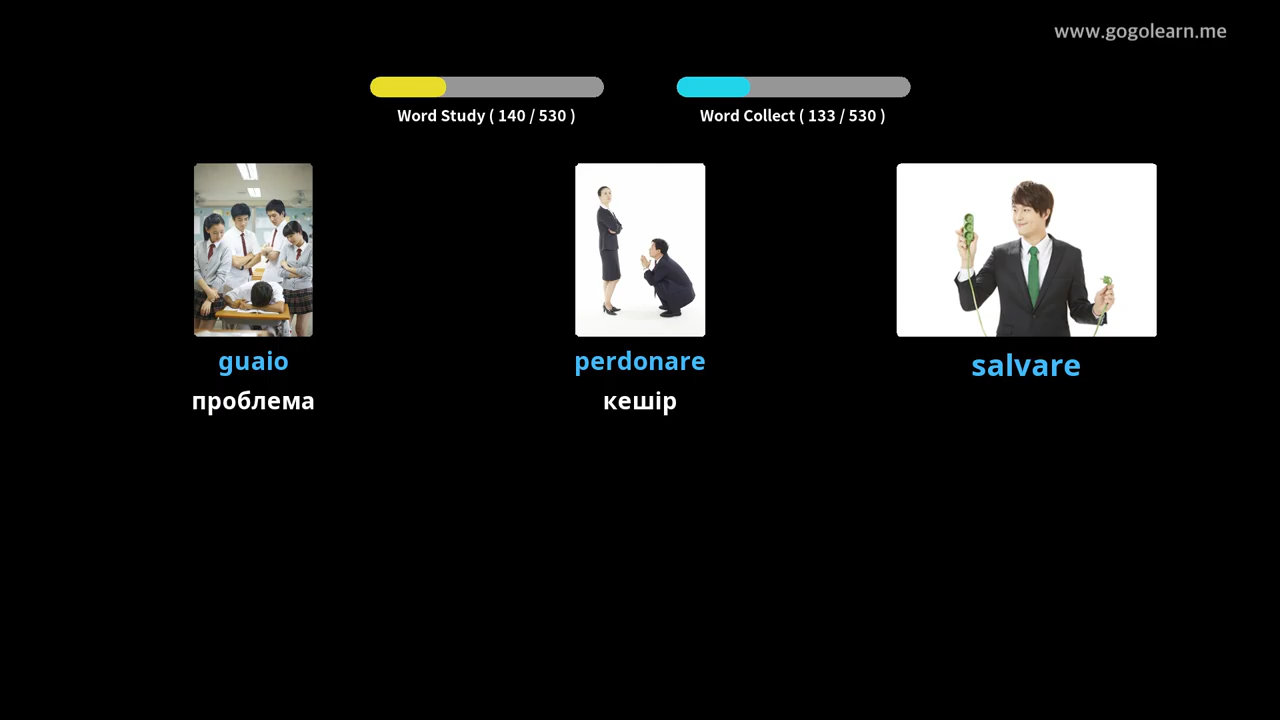 www.gogolearn.me
Word Study ( 140 / 530 )
Word Collect ( 133 / 530 )
guaio
perdonare
salvare
проблема
кешір